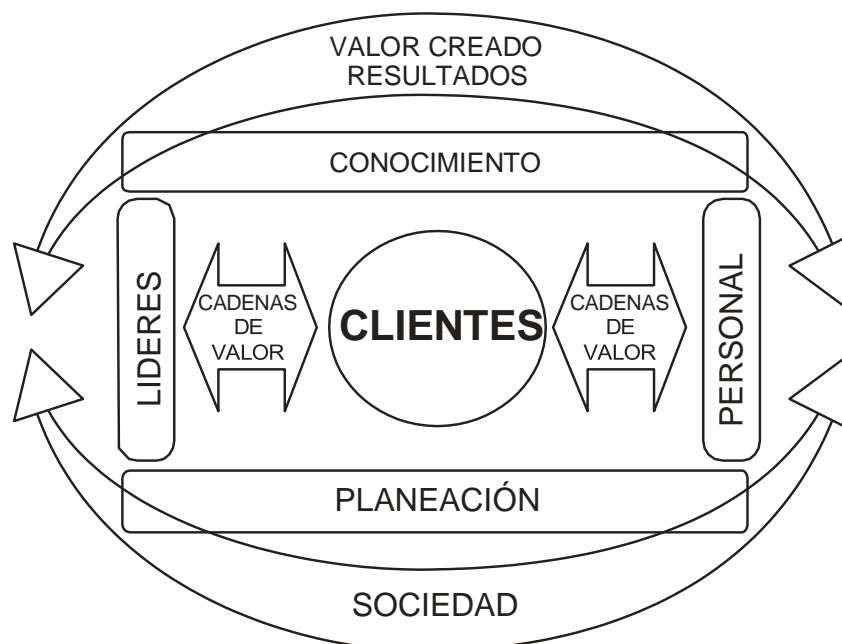 VALOR CREADO
RESULTADOS
CONOCIMIENTO
LIDERES
CADENAS
DE
VALOR
CLIENTES
CADENAS
DE
VALOR
PERSONAL
PLANEACIÓN
SOCIEDAD